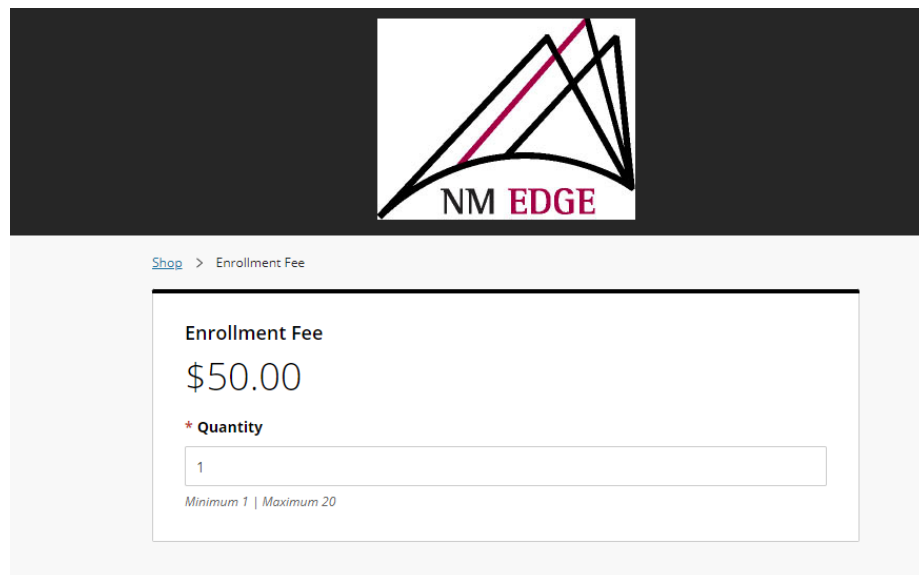 NM EDGE
Shop > Enrollment Fee
Enrollment Fee
$50.00
* Quantity
1
Minimum 1 | Maximum 20